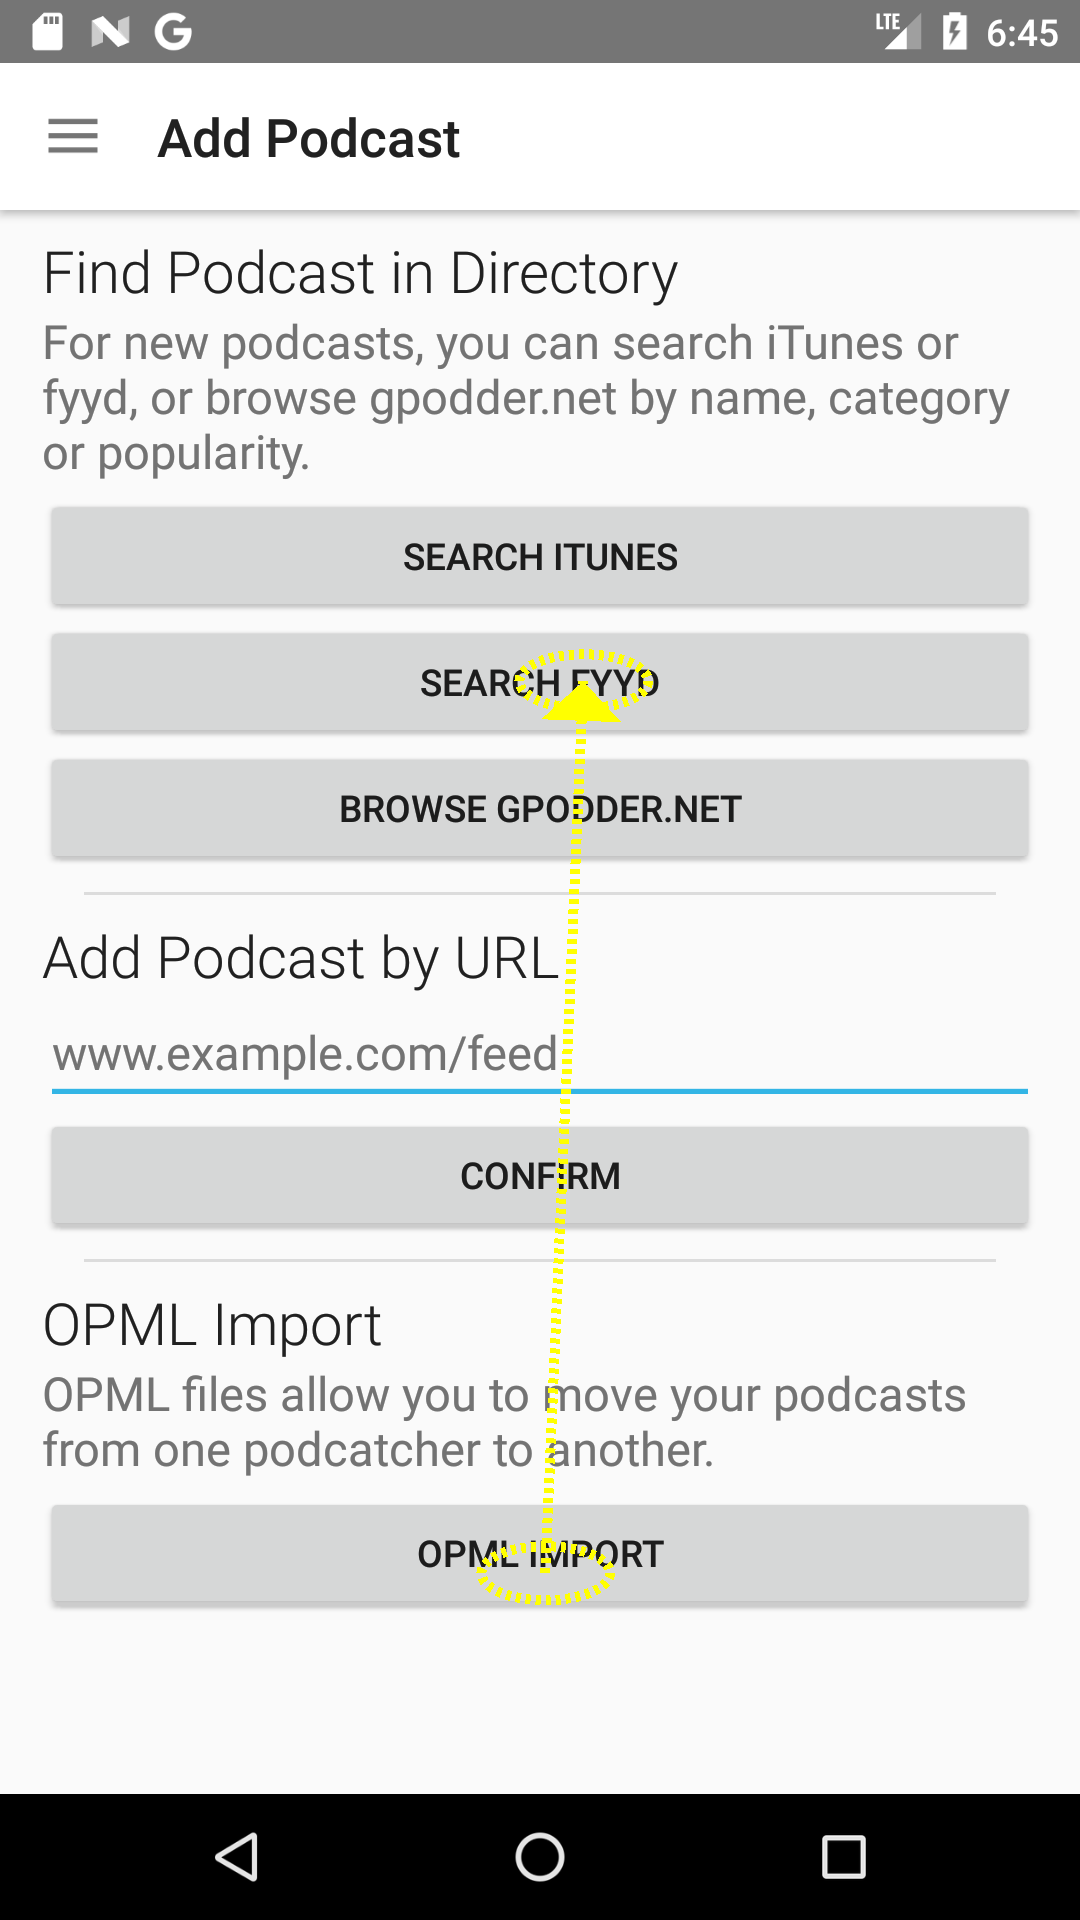 LTE 6:45
Add Podcast
Find Podcast in Directory
For new podcasts, you can search iTunes or
fyyd, or browse gpodder.net by name, category
or popularity.
SEARCH ITUNES
SEARCH FYYD
BROWSE GPODDER.NET
Add Podcast by URL
www.example.com/feed
CONFIRM
OPML Import
OPML files allow you to move your podcasts
from one podcatcher to another.
OPML IMPORT